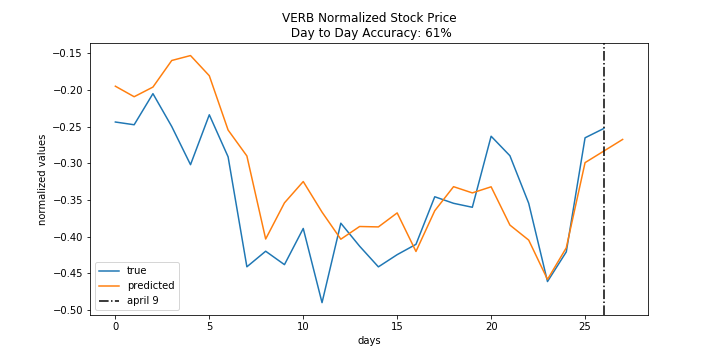 VERB Normalized Stock Price
Day to Day Accuracy: 61%
−0.15
−0.20
−0.25
−0.30
−0.35
−0.40
−0.45
−0.50
normalized values
true
predicted
april 9
0
5
10
15
20
25
days